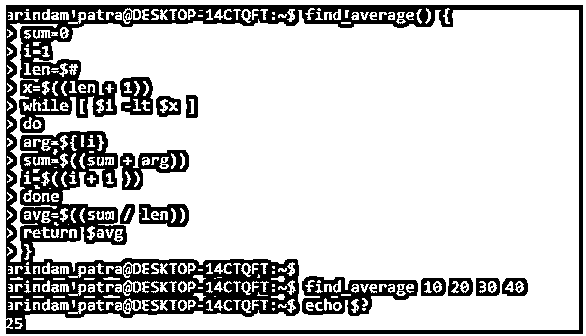 arindam_patra@DESKTOP-14CTQFT:~$ find_average() {
> sum=0
> i=1
> len=$#
> x=$((len + 1))
> while [ $i -lt $x ]
> do
> arg=${!i}
> sum=$((sum + arg))
> i=$((i + 1 ))
> done
> avg=$((sum / len))
> return $avg
> }
arindam_patra@DESKTOP-14CTQFT:~$
arindam_patra@DESKTOP-14CTQFT:~$ find_average 10 20 30 40
arindam_patra@DESKTOP-14CTQFT:~$ echo $?
25